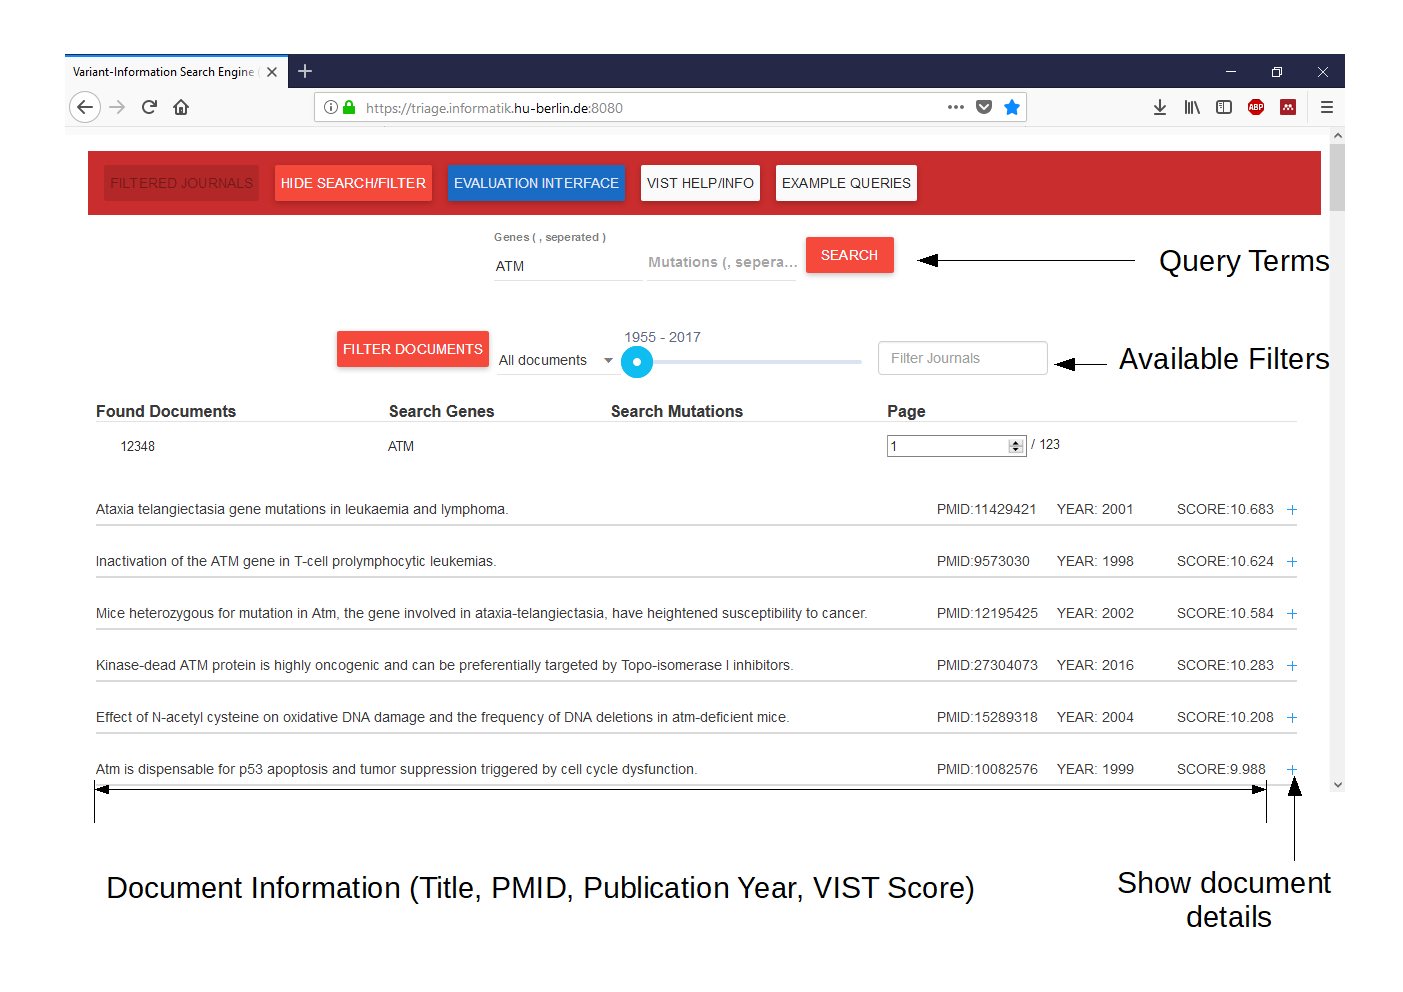 Variant-Information Search Engine (
https://triage.informatik.hu-berlin.de:8080
ABP
FILTERED JOURNALS
HIDE SEARCH/FILTER
EVALUATION INTERFACE
VIST HELP/INFO
EXAMPLE QUERIES
Genes ( , seperated )
ATM
Mutations (, sepera...
SEARCH
Query Terms
FILTER DOCUMENTS
All documents
1955 - 2017
Filter Journals
Available Filters
Found Documents Search Genes Search Mutations Page
12348 ATM 1 / 123
Ataxia telangiectasia gene mutations in leukaemia and lymphoma. PMID:11429421 YEAR: 2001 SCORE:10.683 +
Inactivation of the ATM gene in T-cell prolymphocytic leukemias. PMID:9573030 YEAR: 1998 SCORE:10.624 +
Mice heterozygous for mutation in Atm, the gene involved in ataxia-telangiectasia, have heightened susceptibility to cancer. PMID:12195425 YEAR: 2002 SCORE:10.584 +
Kinase-dead ATM protein is highly oncogenic and can be preferentially targeted by Topo-isomerase I inhibitors. PMID:27304073 YEAR: 2016 SCORE:10.283 +
Effect of N-acetyl cysteine on oxidative DNA damage and the frequency of DNA deletions in atm-deficient mice. PMID:15289318 YEAR: 2004 SCORE:10.208 +
Atm is dispensable for p53 apoptosis and tumor suppression triggered by cell cycle dysfunction. PMID:10082576 YEAR: 1999 SCORE:9.988 +
Document Information (Title, PMID, Publication Year, VIST Score)
Show document
details